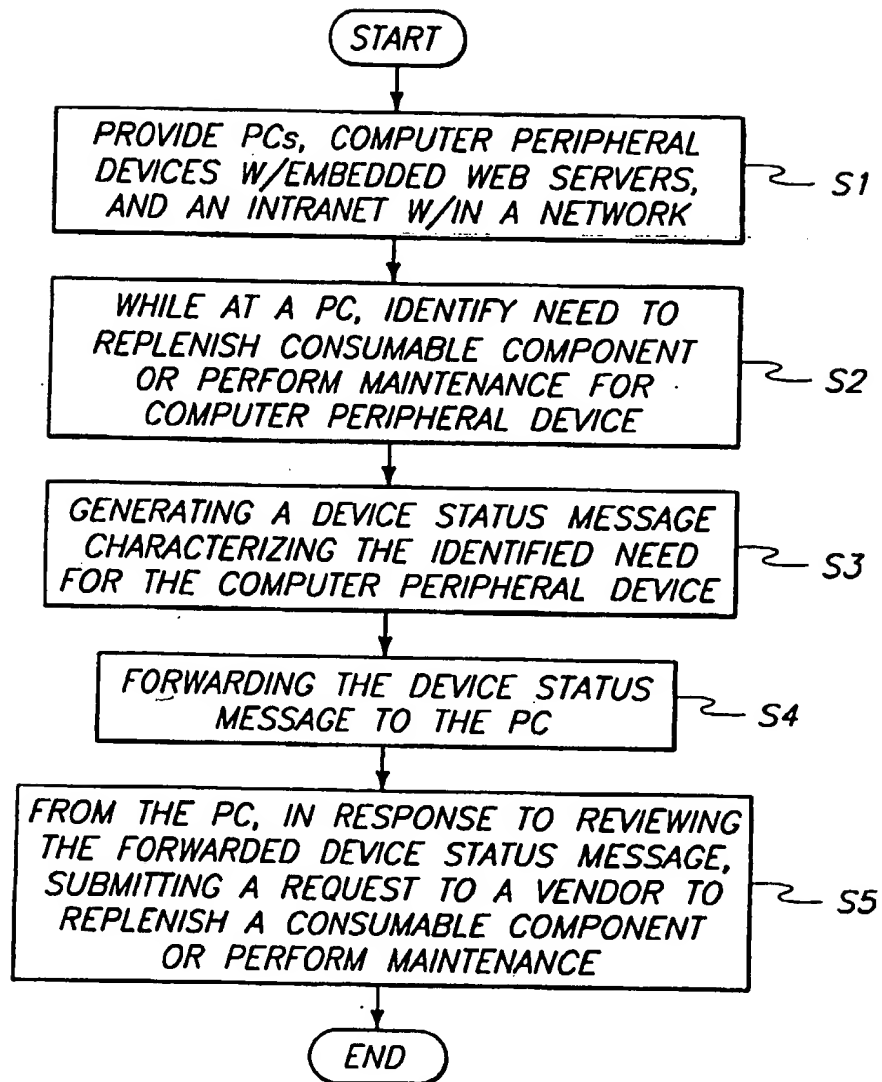 START
PROVIDE PCs, COMPUTER PERIPHERAL
DEVICES W/EMBEDDED WEB SERVERS,
AND AN INTRANET W/IN A NETWORK
S1
WHILE AT A PC, IDENTIFY NEED TO
REPLENISH CONSUMABLE COMPONENT
OR PERFORM MAINTENANCE FOR
COMPUTER PERIPHERAL DEVICE
S2
GENERATING A DEVICE STATUS MESSAGE
CHARACTERIZING THE IDENTIFIED NEED
FOR THE COMPUTER PERIPHERAL DEVICE
S3
FORWARDING THE DEVICE STATUS
MESSAGE TO THE PC
S4
FROM THE PC, IN RESPONSE TO REVIEWING
THE FORWARDED DEVICE STATUS MESSAGE,
SUBMITTING A REQUEST TO A VENDOR TO
REPLENISH A CONSUMABLE COMPONENT
OR PERFORM MAINTENANCE
S5
END